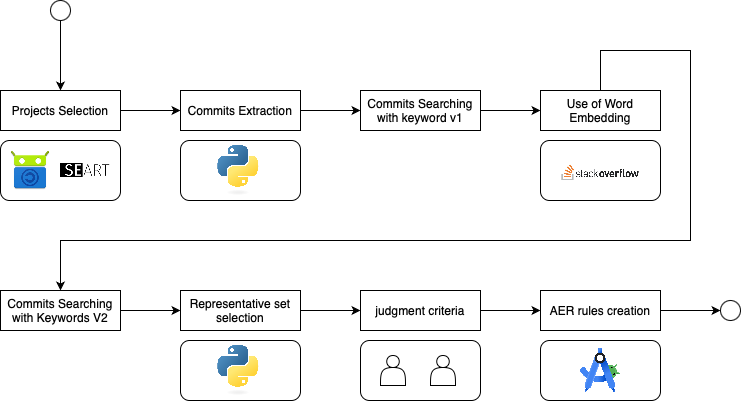 Projects Selection
Commits Extraction
Commits Searching
with keyword v1
Use of Word
Embedding
SEART
stackoverflow
Commits Searching
with Keywords V2
Representative set
selection
judgment criteria
AER rules creation